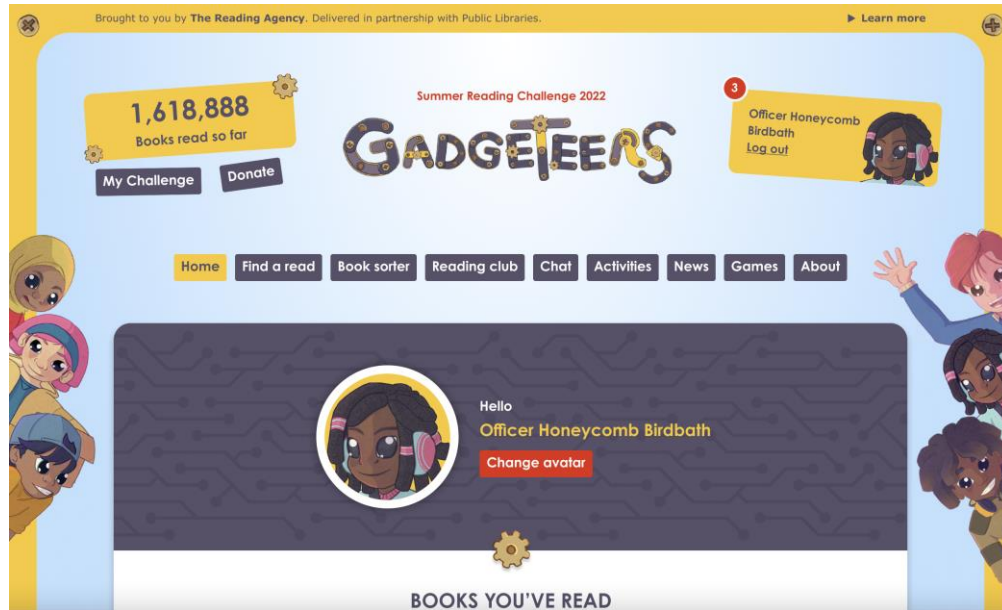 Brought to you by The Reading Agency. Delivered in partnership with Public Libraries.
▶ Learn more
1,618,888
Books read so far
My Challenge
Donate
Summer Reading Challenge 2022
GADGETEERS
3
Officer Honeycomb
Birdbath
Log out
Home
Find a read
Book sorter
Reading club
Chat
Activities
News
Games
About
Hello
Officer Honeycomb Birdbath
Change avatar
BOOKS YOU'VE READ